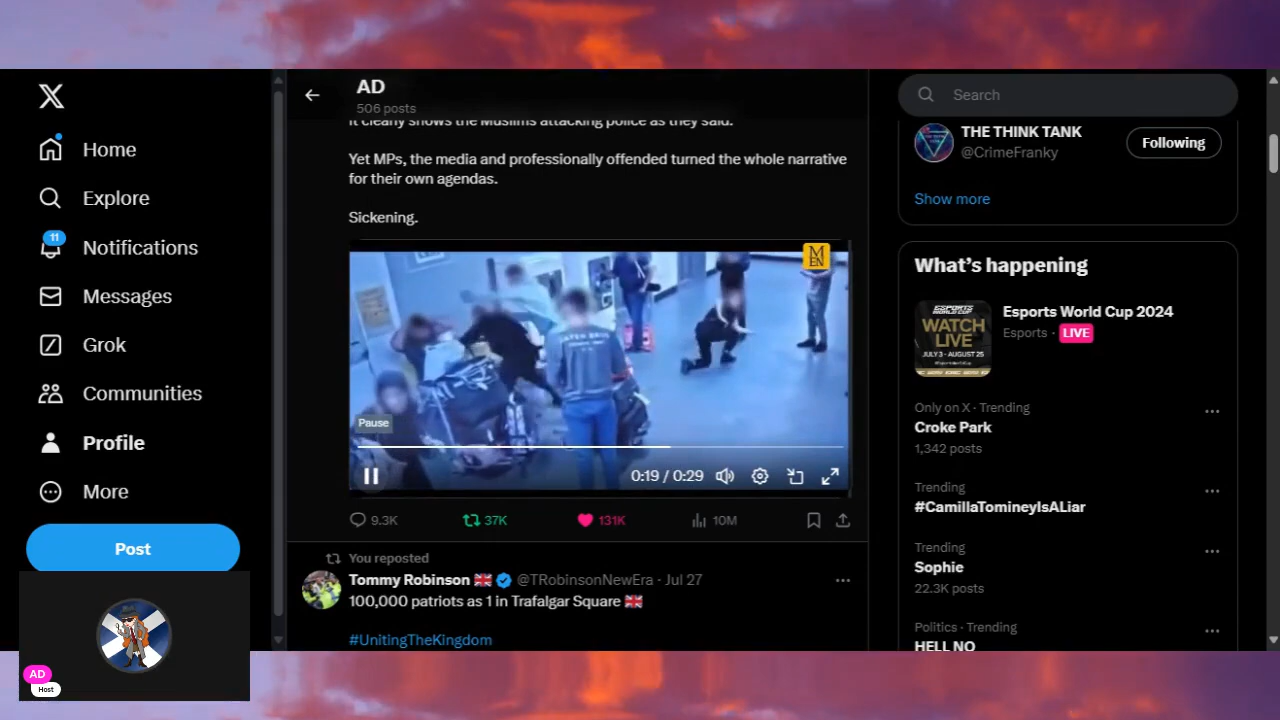 AD
506 posts
It clearly shows the Muslims attacking police as they said.
Yet MPs, the media and professionally offended turned the whole narrative
for their own agendas.
Sickening.
M
EN
Pause
0:19 / 0:29
9.3K
37K
131K
10M
You reposted
Tommy Robinson 🇬🇧 @TRobinsonNewEra · Jul 27
100,000 patriots as 1 in Trafalgar Square 🇬🇧
#UnitingTheKingdom
X
Home
Explore
11
Notifications
Messages
Grok
Communities
Profile
More
Post
AD
Host
Search
THE THINK TANK
@CrimeFranky
Following
Show more
What's happening
ESPORTS
WORLD CUP
WATCH
LIVE
JULY 3 - AUGUST 25
Esports World Cup 2024
Esports · LIVE
Only on X · Trending
Croke Park
1,342 posts
Trending
#CamillaTomineyIsALiar
Trending
Sophie
22.3K posts
Politics · Trending
HELL NO